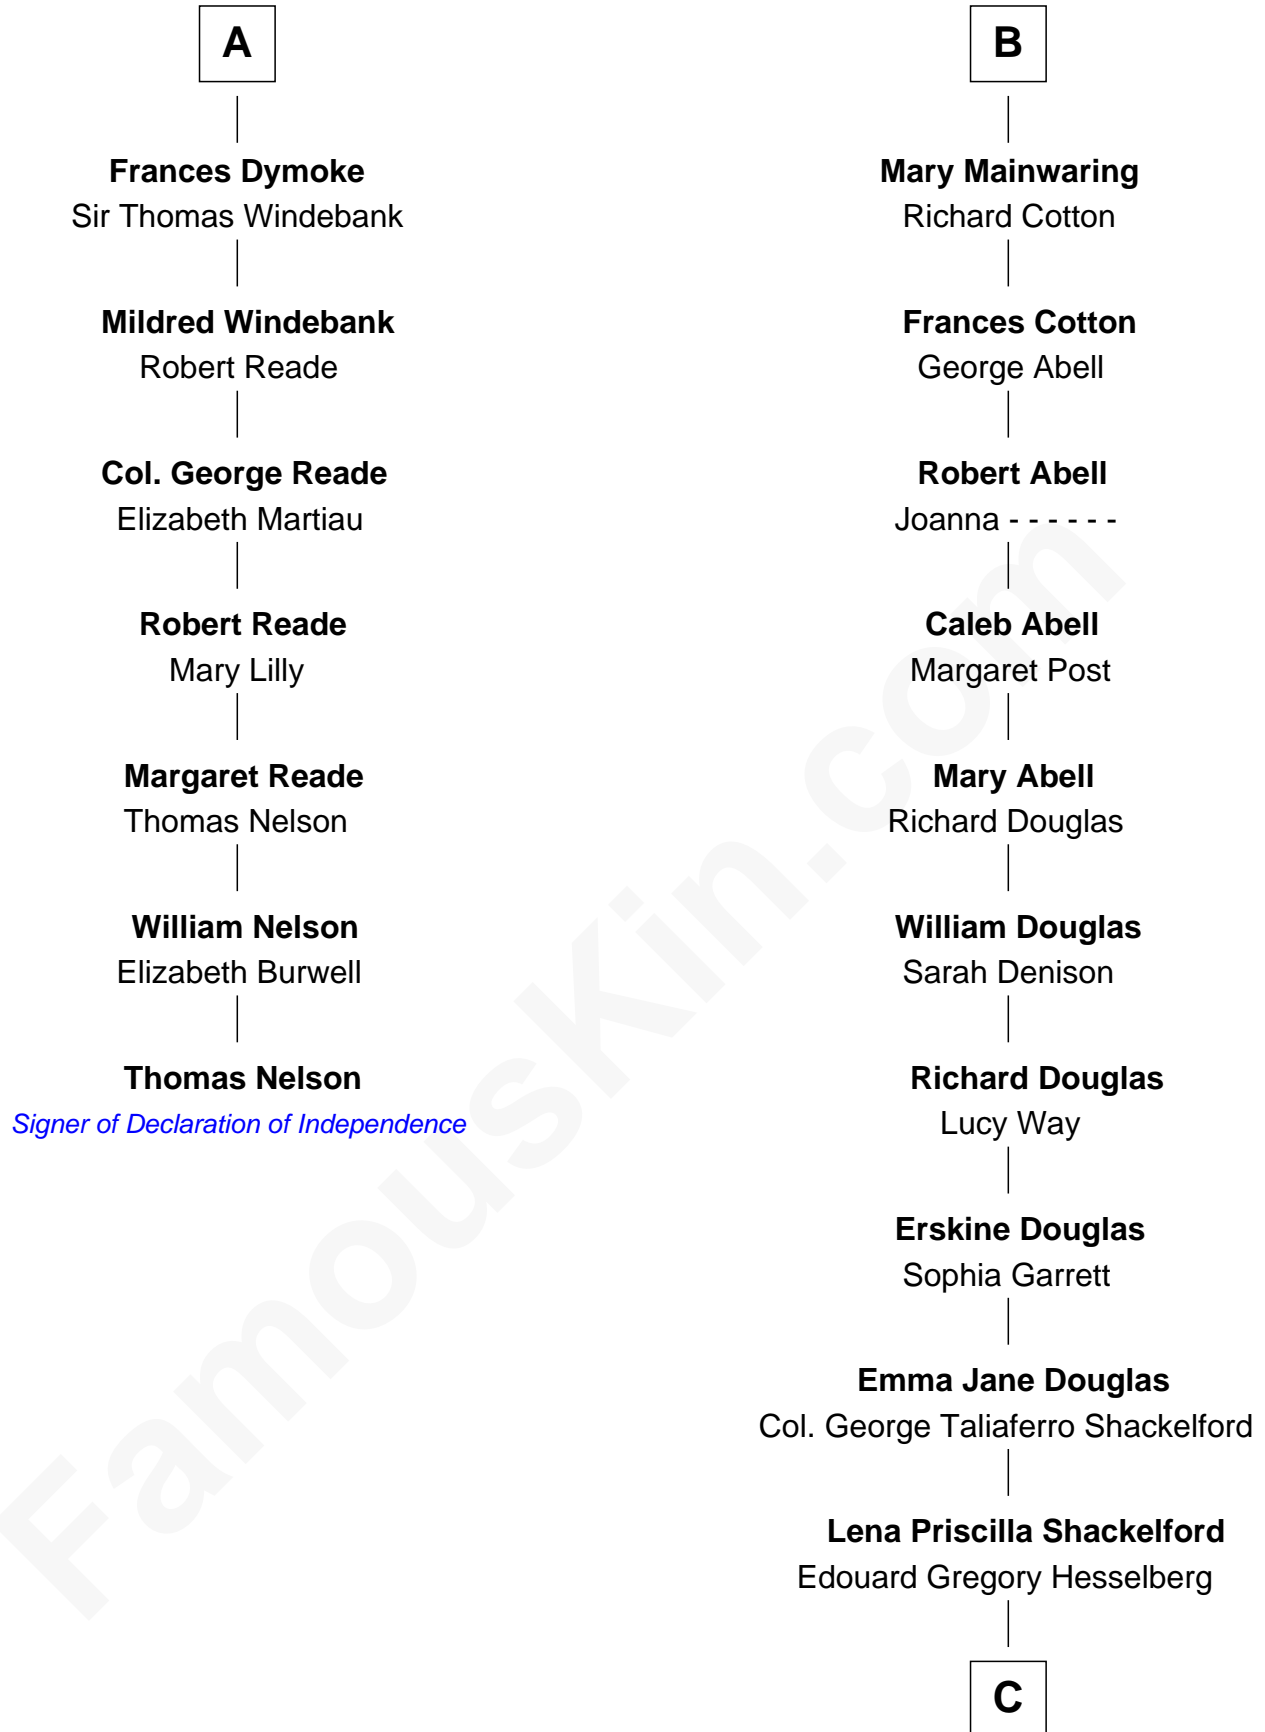 A
Frances Dymoke
Sir Thomas Windebank
Mildred Windebank
Robert Reade
Col. George Reade
Elizabeth Martiau
Robert Reade
Mary Lilly
Margaret Reade
Thomas Nelson
William Nelson
Elizabeth Burwell
Thomas Nelson
Signer of Declaration of Independence
B
Mary Mainwaring
Richard Cotton
Frances Cotton
George Abell
Robert Abell
Joanna - - - - - -
Caleb Abell
Margaret Post
Mary Abell
Richard Douglas
William Douglas
Sarah Denison
Richard Douglas
Lucy Way
Erskine Douglas
Sophia Garrett
Emma Jane Douglas
Col. George Taliaferro Shackelford
Lena Priscilla Shackelford
Edouard Gregory Hesselberg
C
FamousKin.com